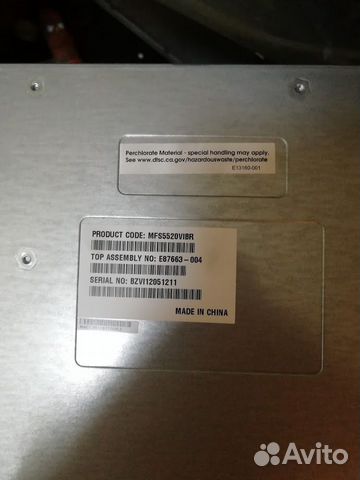 Perchlorate Material - special handling may apply.
See www.dtsc.ca.gov/hazardouswaste/perchlorate
E13160-001
PRODUCT CODE: MFS5520VIBR
TOP ASSEMBLY NO: E87663-004
SERIAL NO: BZVI12051211
MADE IN CHINA
Avito